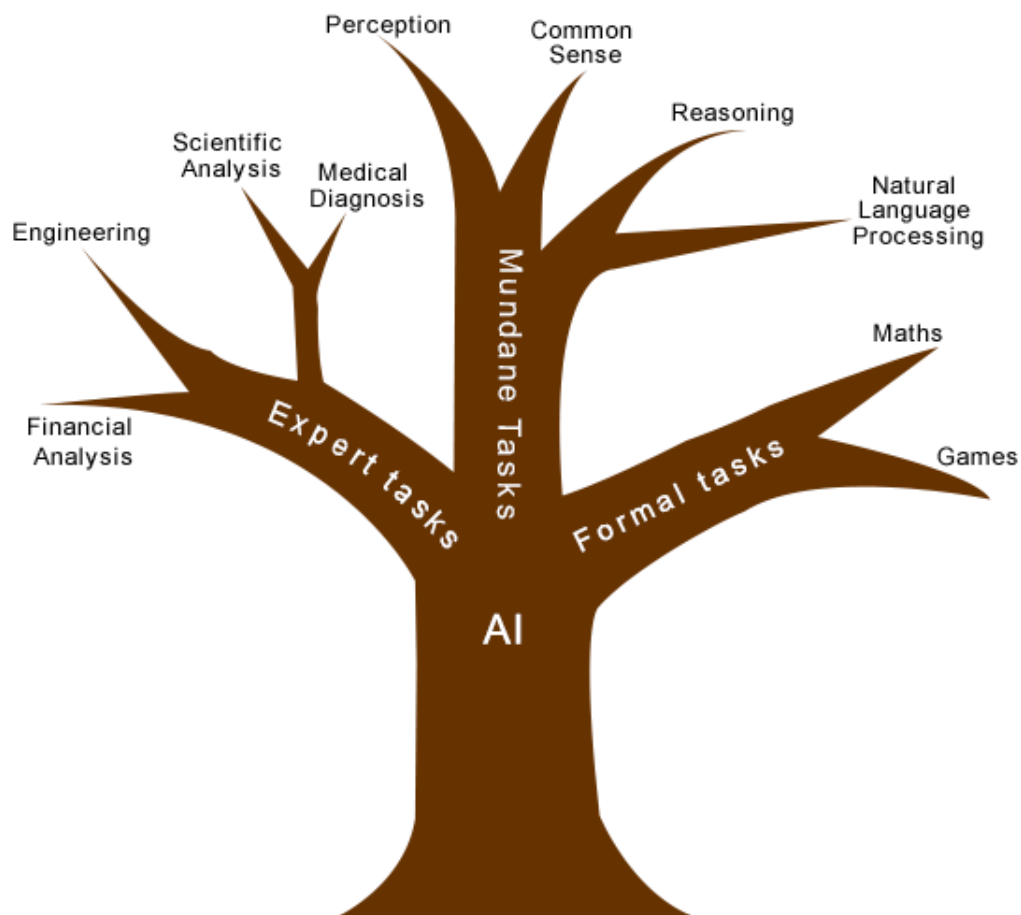 Perception
Common
Sense
Reasoning
Scientific
Analysis
Medical
Diagnosis
Natural
Language
Processing
Engineering
Mundane Tasks
Maths
Financial
Analysis
Expert tasks
Formal tasks
Games
AI